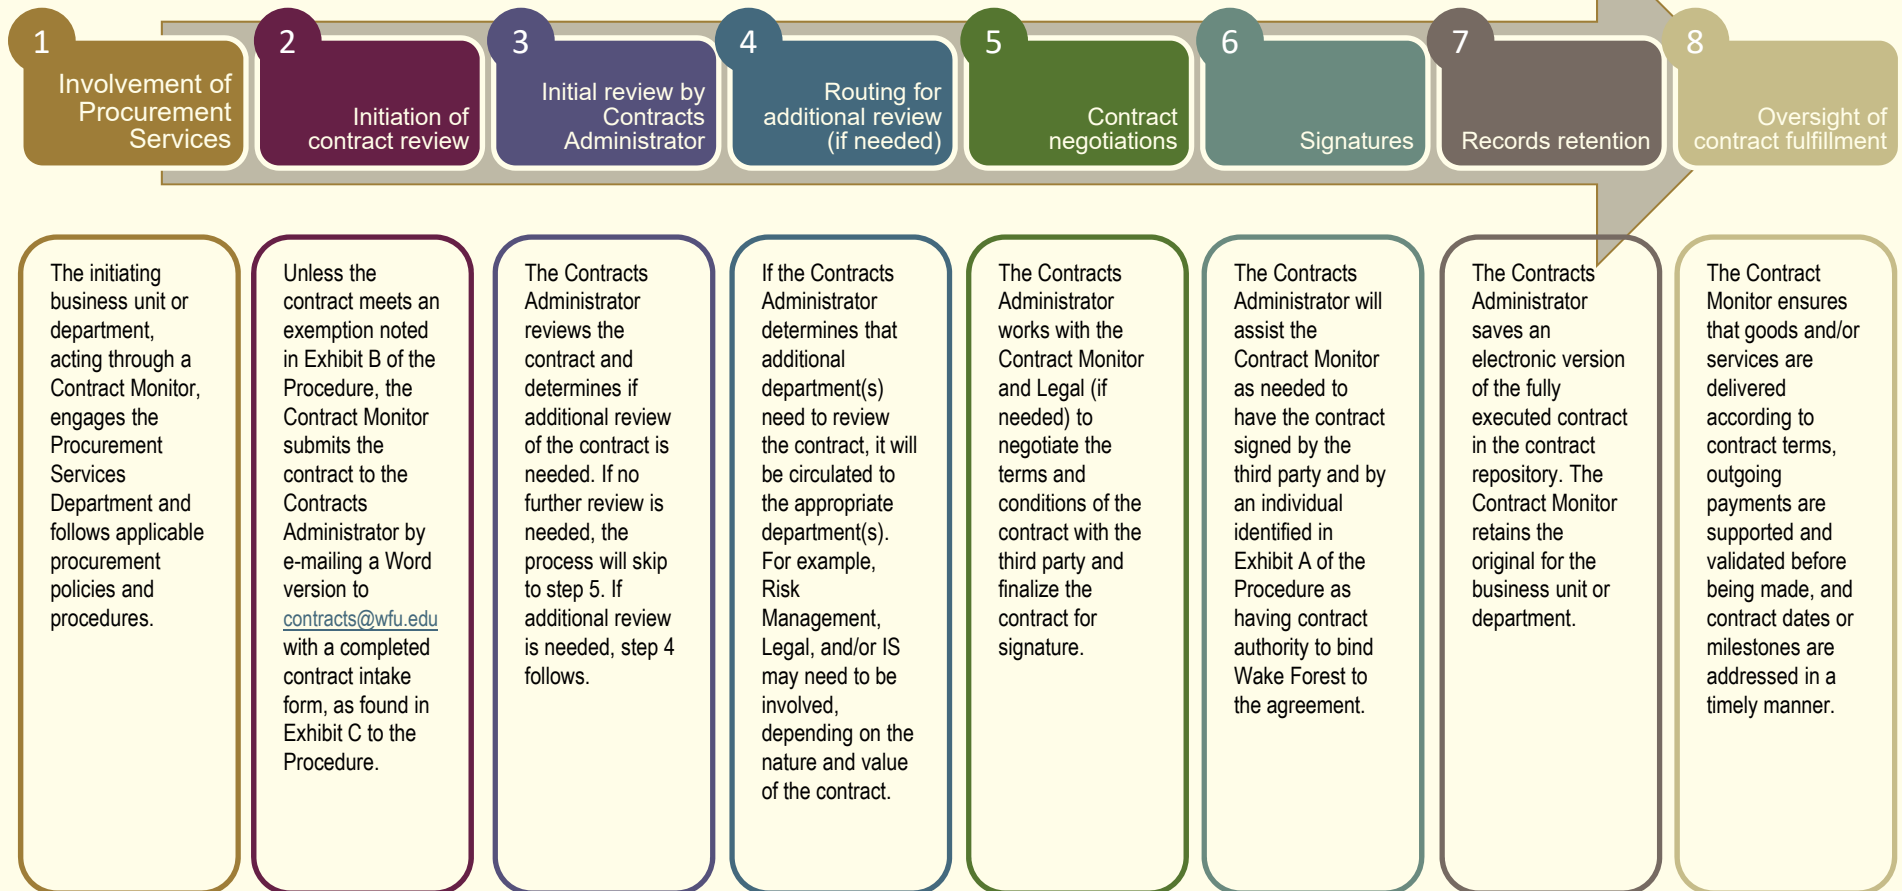 1
Involvement of
Procurement
Services
2
Initiation of
contract review
3
Initial review by
Contracts
Administrator
4
Routing for
additional review
(if needed)
5
Contract
negotiations
6
Signatures
7
Records retention
8
Oversight of
contract fulfillment
The initiating
business unit or
department,
acting through a
Contract Monitor,
engages the
Procurement
Services
Department and
follows applicable
procurement
policies and
procedures.
Unless the
contract meets an
exemption noted
in Exhibit B of the
Procedure, the
Contract Monitor
submits the
contract to the
Contracts
Administrator by
e-mailing a Word
version to
contracts@wfu.edu
with a completed
contract intake
form, as found in
Exhibit C to the
Procedure.
The Contracts
Administrator
reviews the
contract and
determines if
additional review
of the contract is
needed. If no
further review is
needed, the
process will skip
to step 5. If
additional review
is needed, step 4
follows.
If the Contracts
Administrator
determines that
additional
department(s)
need to review
the contract, it will
be circulated to
the appropriate
department(s).
For example,
Risk
Management,
Legal, and/or IS
may need to be
involved,
depending on the
nature and value
of the contract.
The Contracts
Administrator
works with the
Contract Monitor
and Legal (if
needed) to
negotiate the
terms and
conditions of the
contract with the
third party and
finalize the
contract for
signature.
The Contracts
Administrator will
assist the
Contract Monitor
as needed to
have the contract
signed by the
third party and by
an individual
identified in
Exhibit A of the
Procedure as
having contract
authority to bind
Wake Forest to
the agreement.
The Contracts
Administrator
saves an
electronic version
of the fully
executed contract
in the contract
repository. The
Contract Monitor
retains the
original for the
business unit or
department.
The Contract
Monitor ensures
that goods and/or
services are
delivered
according to
contract terms,
outgoing
payments are
supported and
validated before
being made, and
contract dates or
milestones are
addressed in a
timely manner.